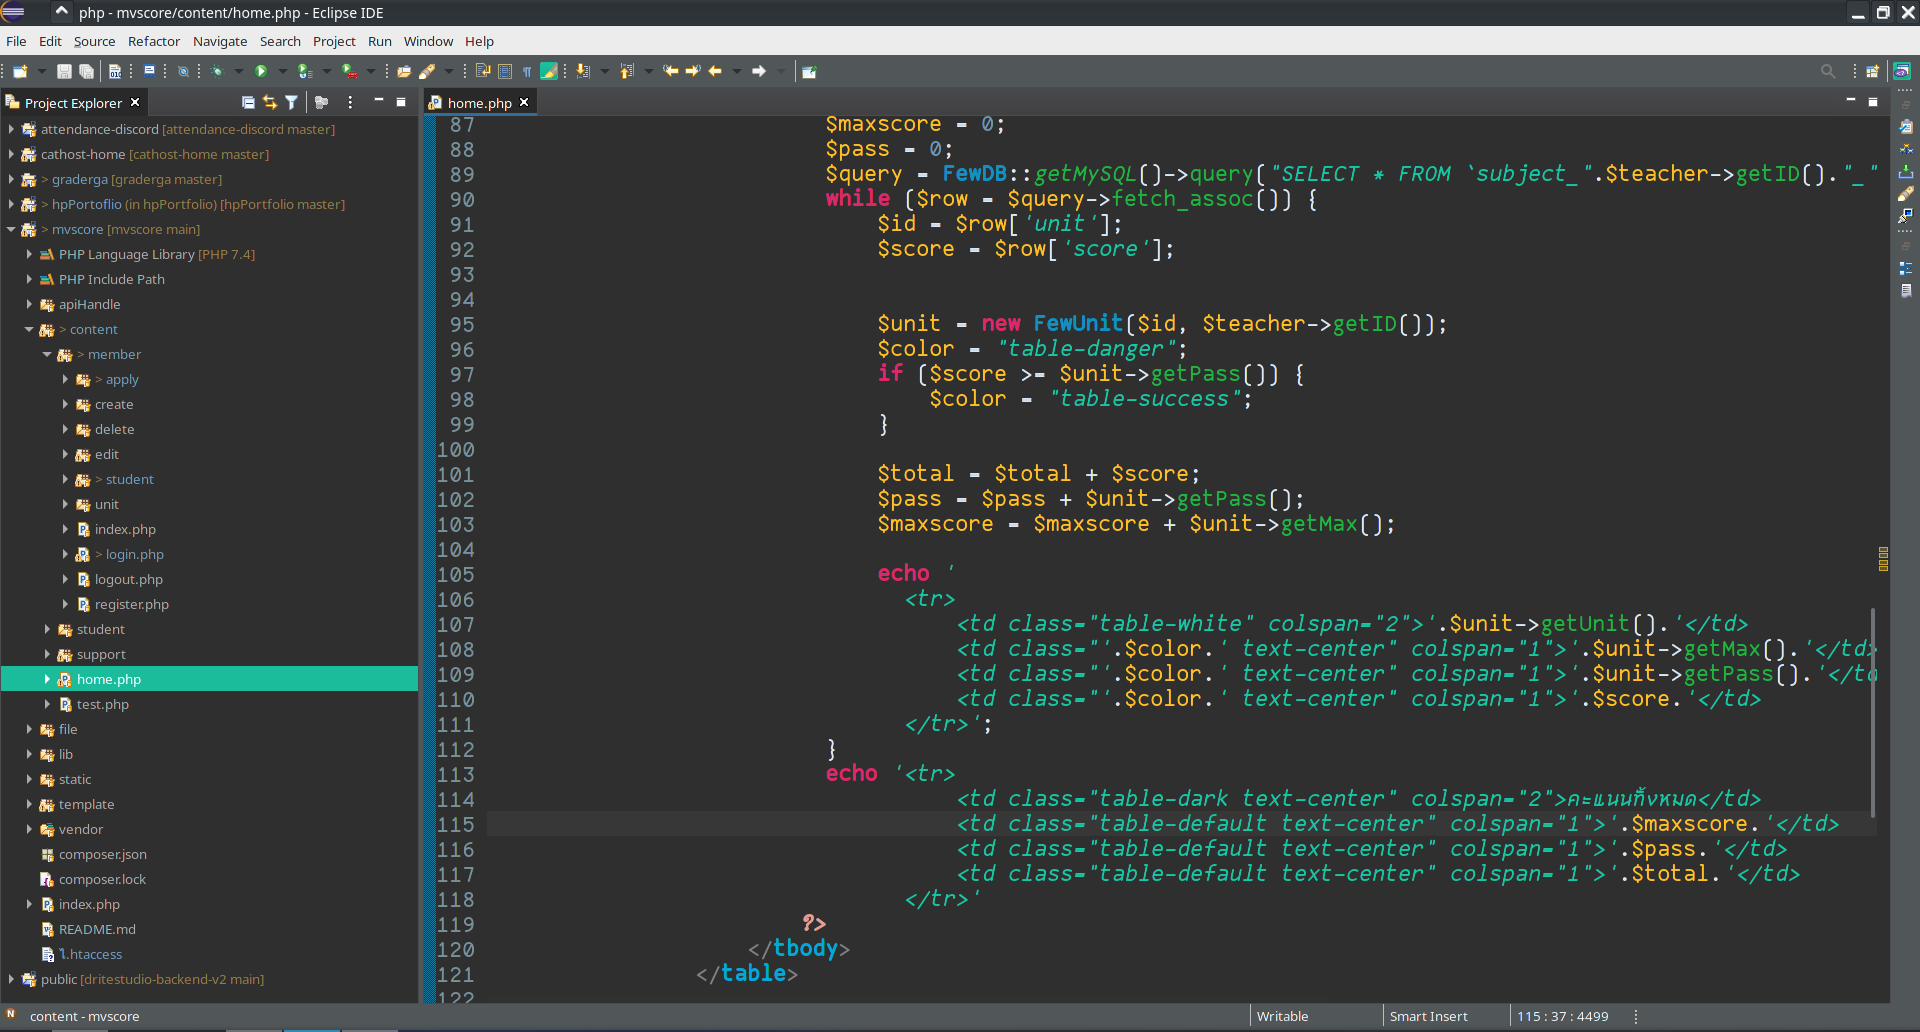 php - mvscore/content/home.php - Eclipse IDE
File Edit Source Refactor Navigate Search Project Run Window Help
Project Explorer
home.php
attendance-discord [attendance-discord master]
cathost-home [cathost-home master]
> graderga [graderga master]
> hpPortoflio (in hpPortfolio) [hpPortfolio master]
> mvscore [mvscore main]
PHP Language Library [PHP 7.4]
PHP Include Path
apiHandle
> content
> member
> apply
create
delete
edit
> student
unit
index.php
> login.php
logout.php
register.php
student
support
home.php
test.php
file
lib
static
template
vendor
composer.json
composer.lock
index.php
README.md
.htaccess
public [dritestudio-backend-v2 main]
87 $maxscore = 0;
88 $pass = 0;
89 $query = FewDB::getMySQL()->query("SELECT * FROM `subject_".$teacher->getID()."_"
90 while ($row = $query->fetch_assoc()) {
91 $id = $row['unit'];
92 $score = $row['score'];
93
94
95 $unit = new FewUnit($id, $teacher->getID());
96 $color = "table-danger";
97 if ($score >= $unit->getPass()) {
98 $color = "table-success";
99 }
100
101 $total = $total + $score;
102 $pass = $pass + $unit->getPass();
103 $maxscore = $maxscore + $unit->getMax();
104
105 echo '
106 <tr>
107 <td class="table-white" colspan="2">'.$unit->getUnit().'</td>
108 <td class="'.$color.' text-center" colspan="1">'.$unit->getMax().'</td>
109 <td class="'.$color.' text-center" colspan="1">'.$unit->getPass().'</td
110 <td class="'.$color.' text-center" colspan="1">'.$score.'</td>
111 </tr>';
112 }
113 echo '<tr>
114 <td class="table-dark text-center" colspan="2">คะแนนทั้งหมด</td>
115 <td class="table-default text-center" colspan="1">'.$maxscore.'</td>
116 <td class="table-default text-center" colspan="1">'.$pass.'</td>
117 <td class="table-default text-center" colspan="1">'.$total.'</td>
118 </tr>'
119 ?>
120 </tbody>
121 </table>
122
content - mvscore
Writable
Smart Insert
115 : 37 : 4499